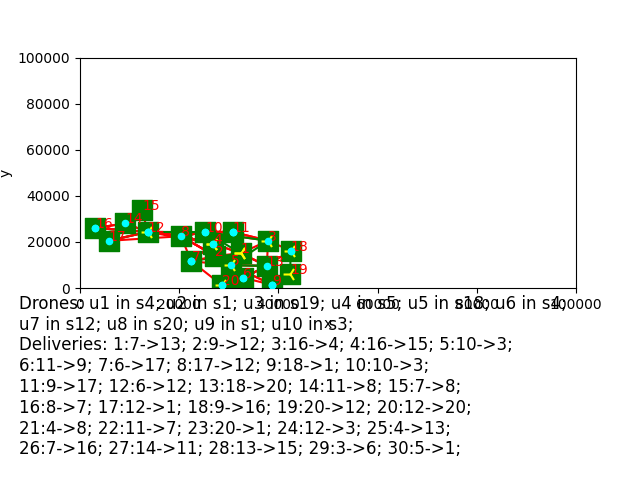 100000
80000
60000
40000
20000
0
y
15
Drones: u1 in s4; u2 in s1; u3 in s19; u4 in s5; u5 in s18; u6 in s4;
u7 in s12; u8 in s20; u9 in s1; u10 in s3;
x
Deliveries: 1:7->13; 2:9->12; 3:16->4; 4:16->15; 5:10->3;
6:11->9; 7:6->17; 8:17->12; 9:18->1; 10:10->3;
11:9->17; 12:6->12; 13:18->20; 14:11->8; 15:7->8;
16:8->7; 17:12->1; 18:9->16; 19:20->12; 20:12->20;
21:4->8; 22:11->7; 23:20->1; 24:12->3; 25:4->13;
26:7->16; 27:14->11; 28:13->15; 29:3->6; 30:5->1;